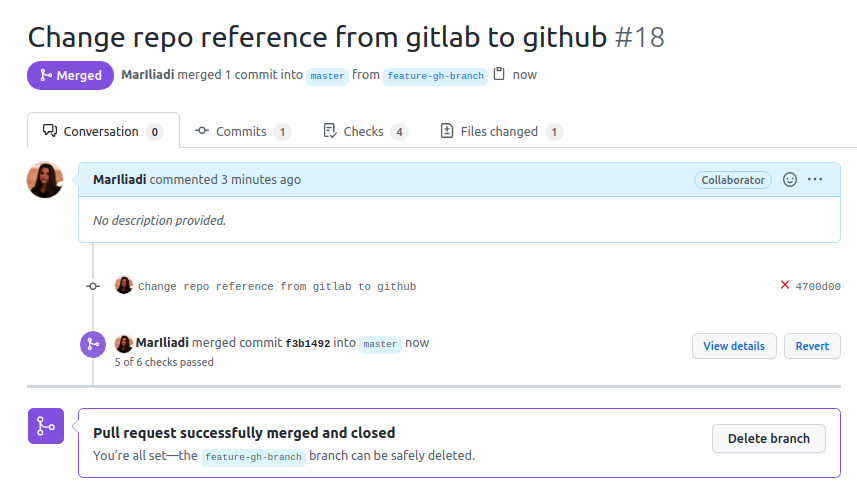 Change repo reference from gitlab to github #18
Merged MarIliadi merged 1 commit into master from feature-gh-branch now
Conversation 0 Commits 1 Checks 4 Files changed 1
MarIliadi commented 3 minutes ago Collaborator
No description provided.
Change repo reference from gitlab to github 4700d00
MarIliadi merged commit f3b1492 into master now View details Revert
5 of 6 checks passed
Pull request successfully merged and closed Delete branch
You're all set—the feature-gh-branch branch can be safely deleted.